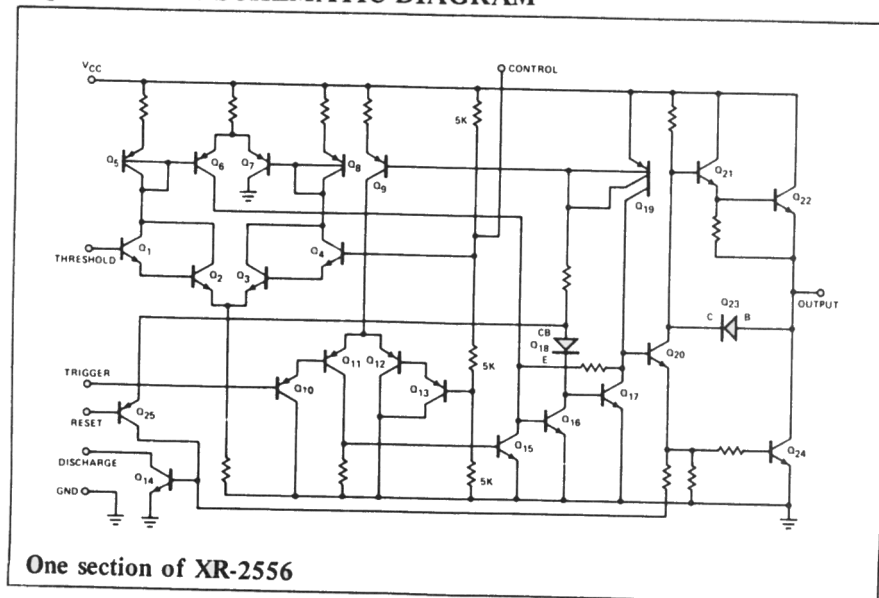 SCHEMATIC DIAGRAM
VCC
CONTROL
5K
Q5
Q6
Q7
Q8
Q9
Q19
Q21
Q22
Q1
THRESHOLD
Q2
Q3
Q4
OUTPUT
Q23
C
B
CB
Q18
E
Q20
Q11
Q12
5K
TRIGGER
Q10
Q13
Q17
RESET
Q25
Q16
Q15
Q24
DISCHARGE
Q14
5K
GND
One section of XR-2556